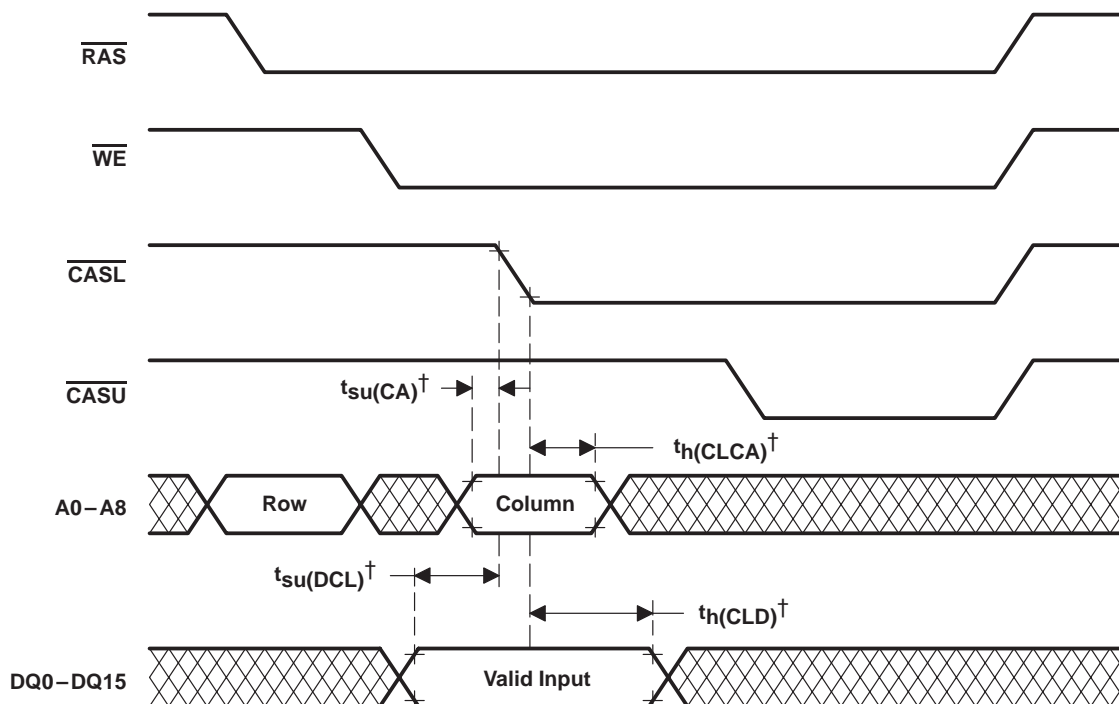 RAS
WE
CASL
CASU
tsu(CA)†
th(CLCA)†
A0–A8
Row
Column
tsu(DCL)†
th(CLD)†
DQ0–DQ15
Valid Input